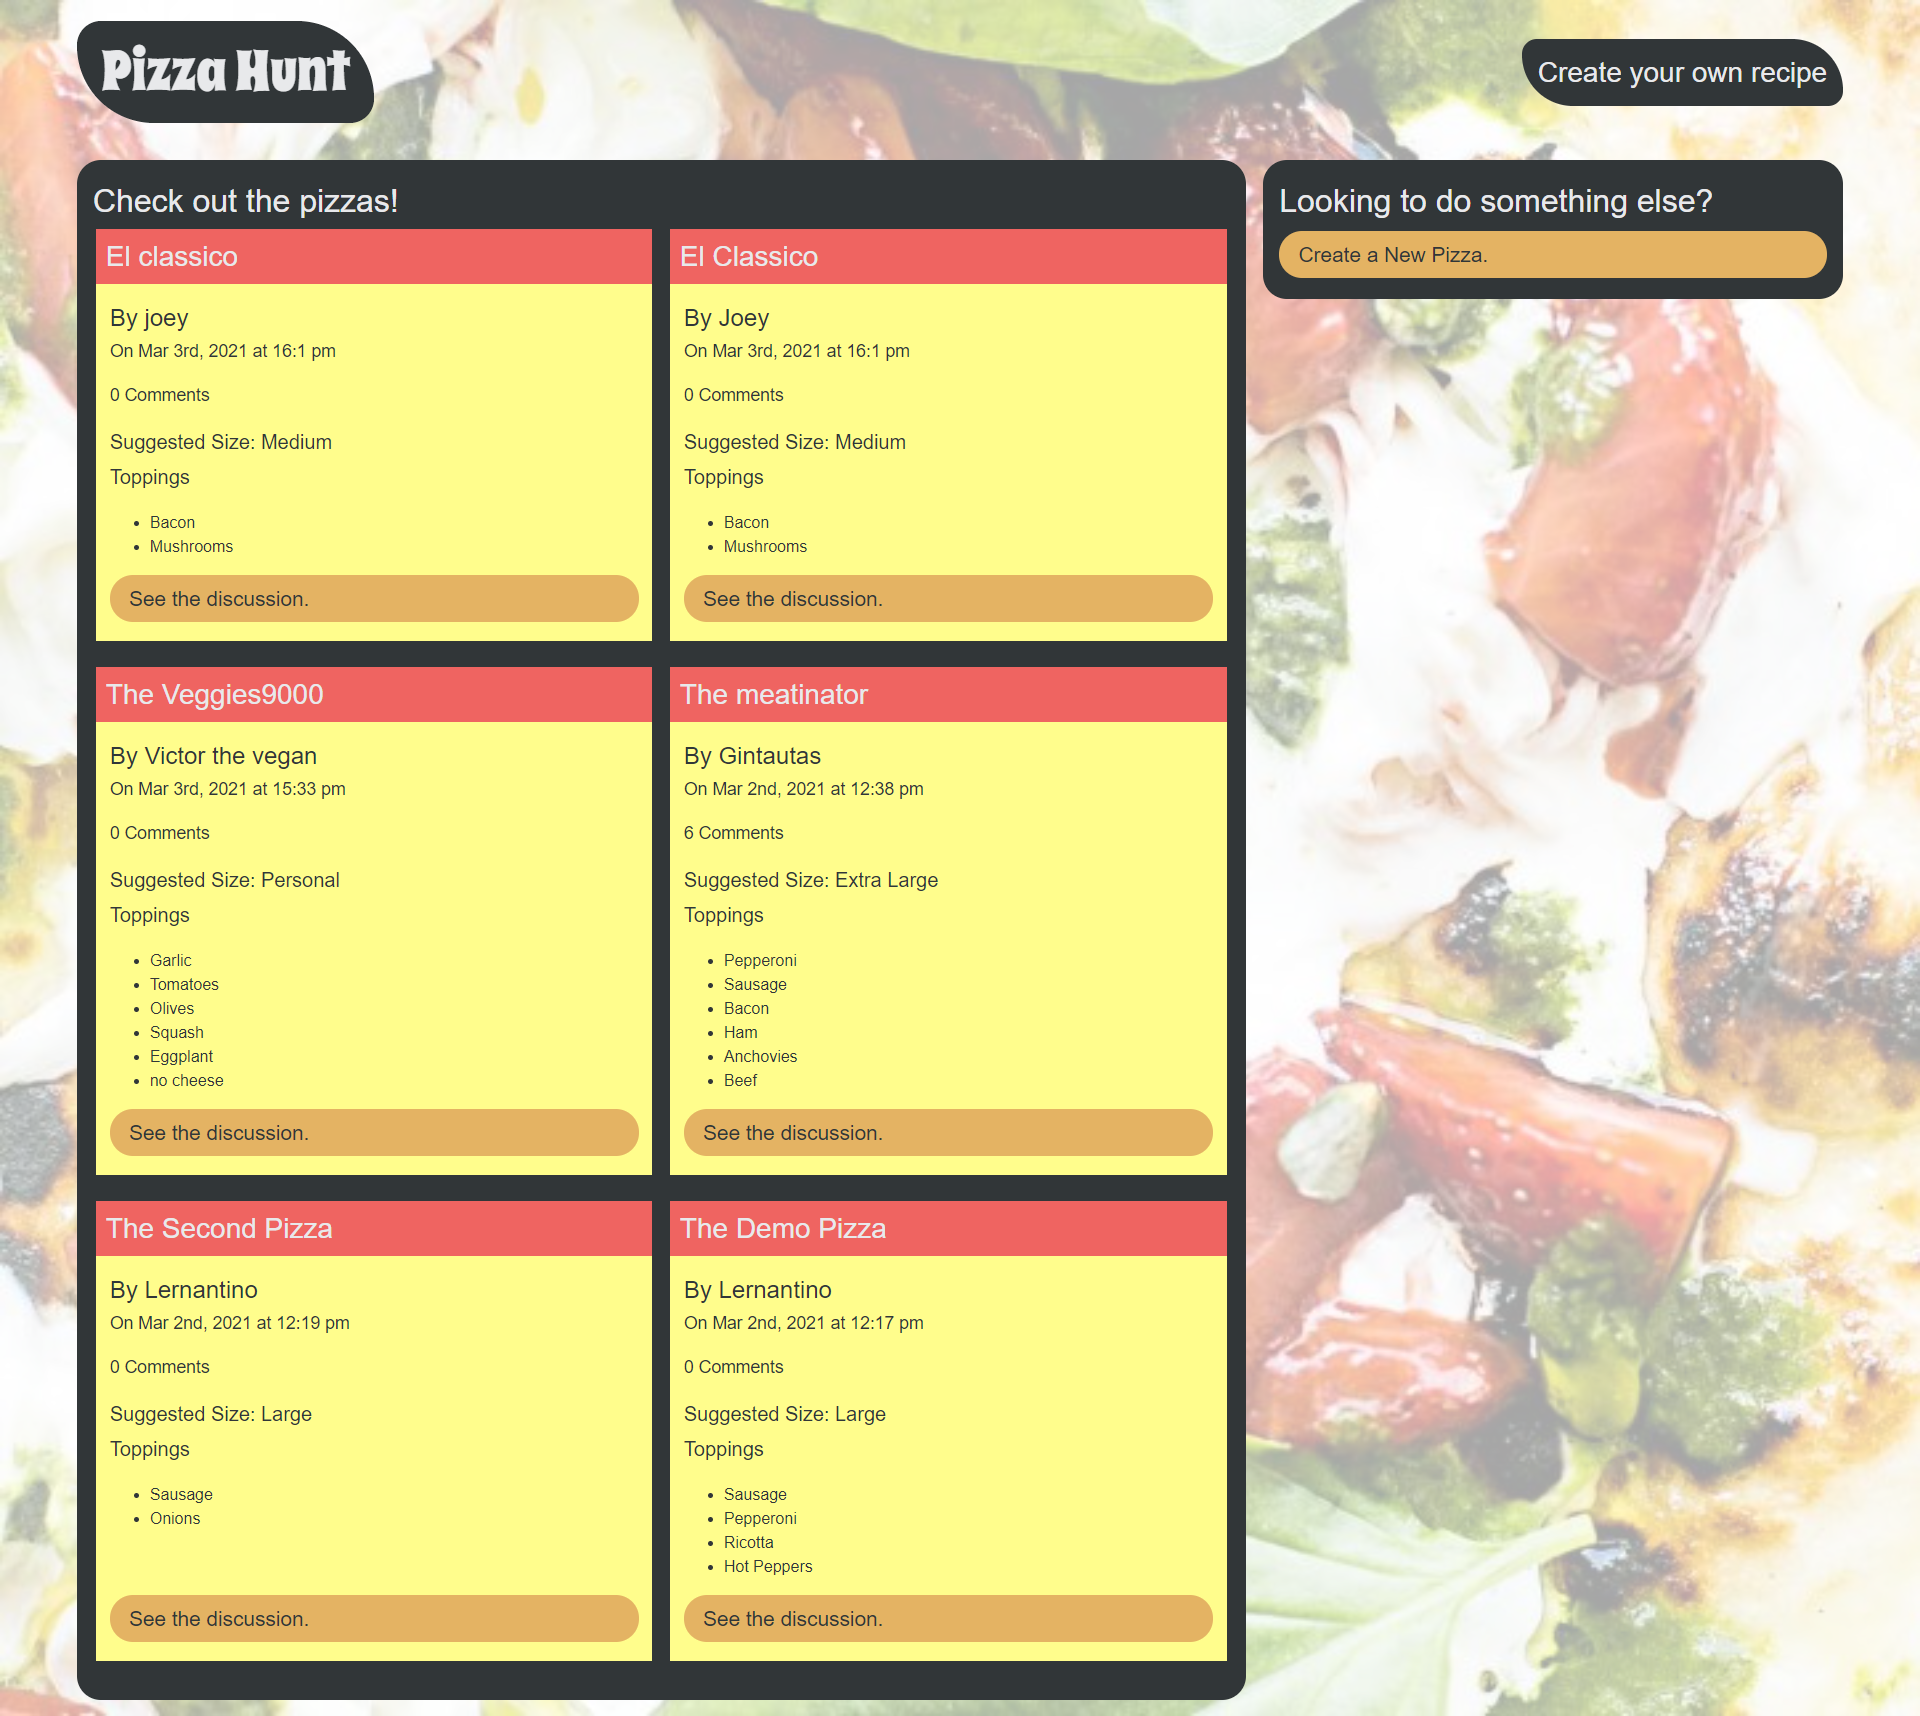 Pizza Hunt
Create your own recipe
Check out the pizzas!
El classico
By joey
On Mar 3rd, 2021 at 16:1 pm
0 Comments
Suggested Size: Medium
Toppings
Bacon
Mushrooms
See the discussion.
El Classico
By Joey
On Mar 3rd, 2021 at 16:1 pm
0 Comments
Suggested Size: Medium
Toppings
Bacon
Mushrooms
See the discussion.
The Veggies9000
By Victor the vegan
On Mar 3rd, 2021 at 15:33 pm
0 Comments
Suggested Size: Personal
Toppings
Garlic
Tomatoes
Olives
Squash
Eggplant
no cheese
See the discussion.
The meatinator
By Gintautas
On Mar 2nd, 2021 at 12:38 pm
6 Comments
Suggested Size: Extra Large
Toppings
Pepperoni
Sausage
Bacon
Ham
Anchovies
Beef
See the discussion.
The Second Pizza
By Lernantino
On Mar 2nd, 2021 at 12:19 pm
0 Comments
Suggested Size: Large
Toppings
Sausage
Onions
See the discussion.
The Demo Pizza
By Lernantino
On Mar 2nd, 2021 at 12:17 pm
0 Comments
Suggested Size: Large
Toppings
Sausage
Pepperoni
Ricotta
Hot Peppers
See the discussion.
Looking to do something else?
Create a New Pizza.